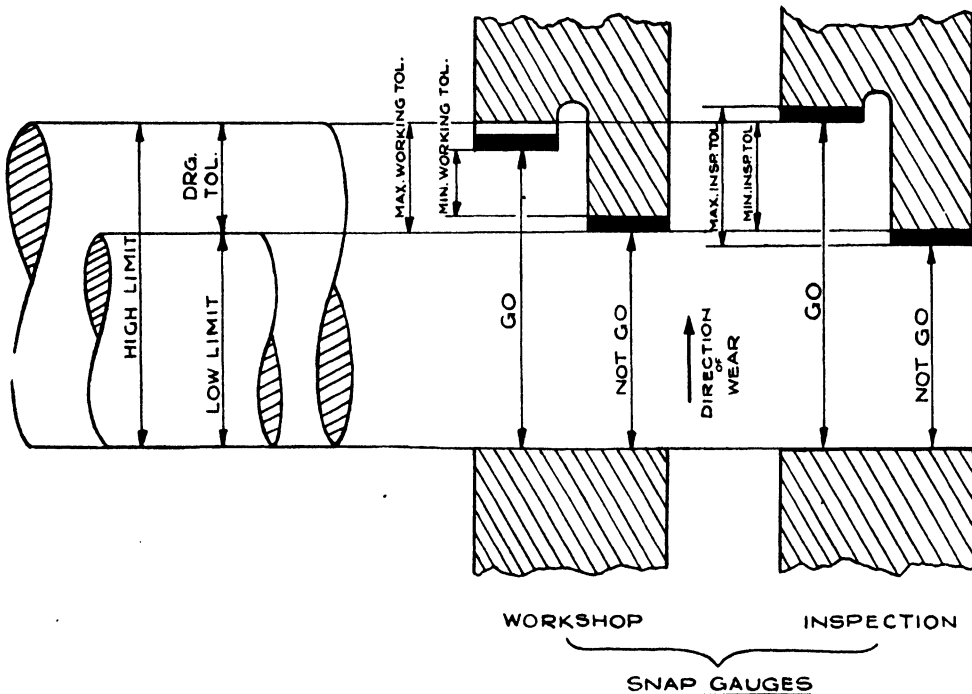 DRG.
TOL.
HIGH LIMIT
LOW LIMIT
MAX. WORKING TOL.
MIN. WORKING TOL.
GO
NOT GO
DIRECTION
OF
WEAR
MAX. INSP. TOL
MIN. INSP. TOL
GO
NOT GO
WORKSHOP
INSPECTION
SNAP GAUGES